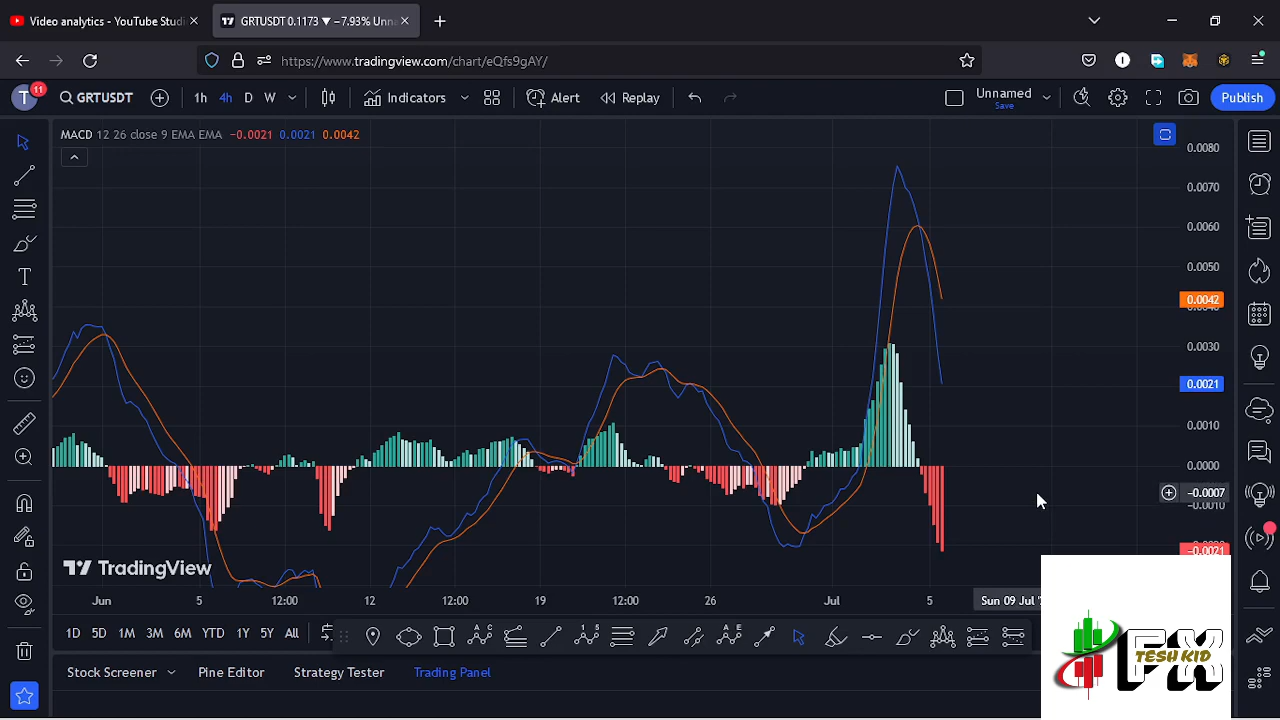 Video analytics - YouTube Studi
GRTUSDT 0.1173 ▼ −7.93% Unna
https://www.tradingview.com/chart/eQfs9gAY/
T 11 GRTUSDT 1h 4h D W Indicators Alert Replay Unnamed Save Publish
MACD 12 26 close 9 EMA EMA −0.0021 0.0021 0.0042
0.0080
0.0070
0.0060
0.0050
0.0042
0.0030
0.0021
0.0010
0.0000
−0.0007
−0.0010
−0.0021
TradingView
Jun 5 12:00 12 12:00 19 12:00 26 Jul 5 Sun 09 Jul
1D 5D 1M 3M 6M YTD 1Y 5Y All
Stock Screener Pine Editor Strategy Tester Trading Panel
FX
TESH KID